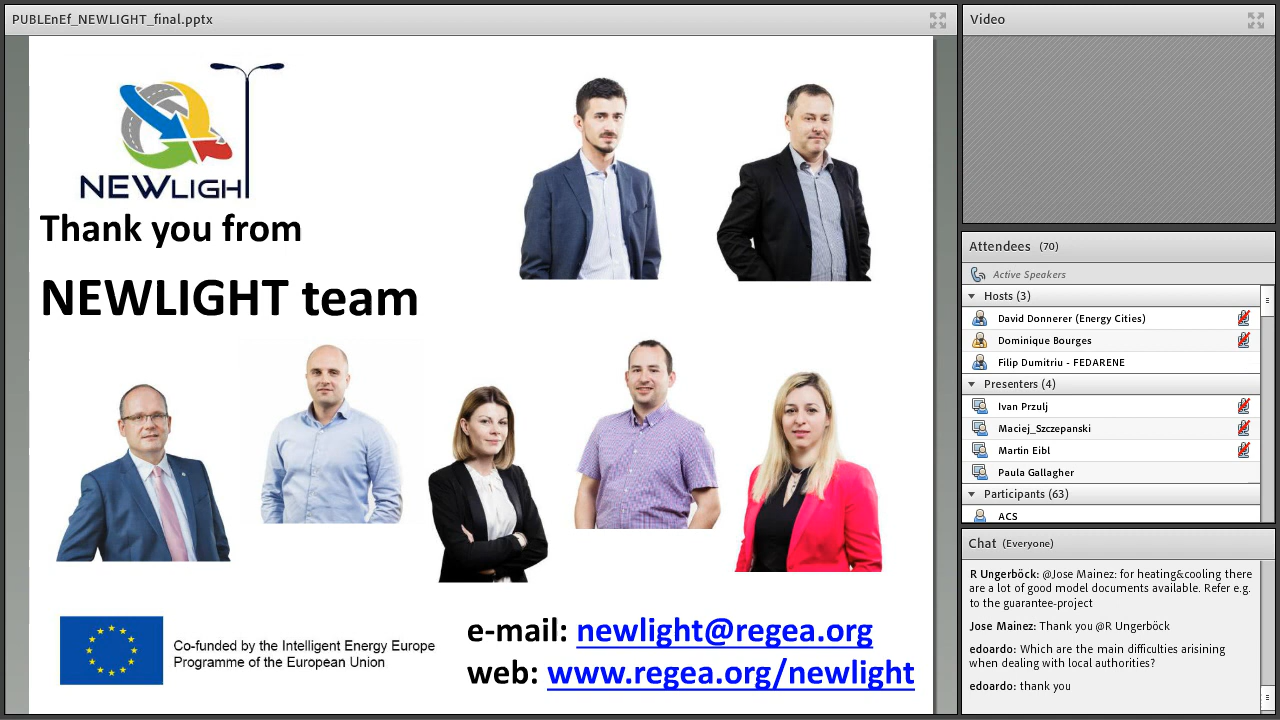 PUBLEnEf_NEWLIGHT_final.pptx
NEWLIGH
Thank you from
NEWLIGHT team
Co-funded by the Intelligent Energy Europe
Programme of the European Union
e-mail: newlight@regea.org
web: www.regea.org/newlight
Video
Attendees (70)
Active Speakers
Hosts (3)
David Donnerer (Energy Cities)
Dominique Bourges
Filip Dumitriu - FEDARENE
Presenters (4)
Ivan Przulj
Maciej_Szczepanski
Martin Eibl
Paula Gallagher
Participants (63)
ACS
Chat (Everyone)
R Ungerböck: @Jose Mainez: for heating&cooling there
are a lot of good model documents available. Refer e.g.
to the guarantee-project
Jose Mainez: Thank you @R Ungerböck
edoardo: Which are the main difficulties arisining
when dealing with local authorities?
edoardo: thank you